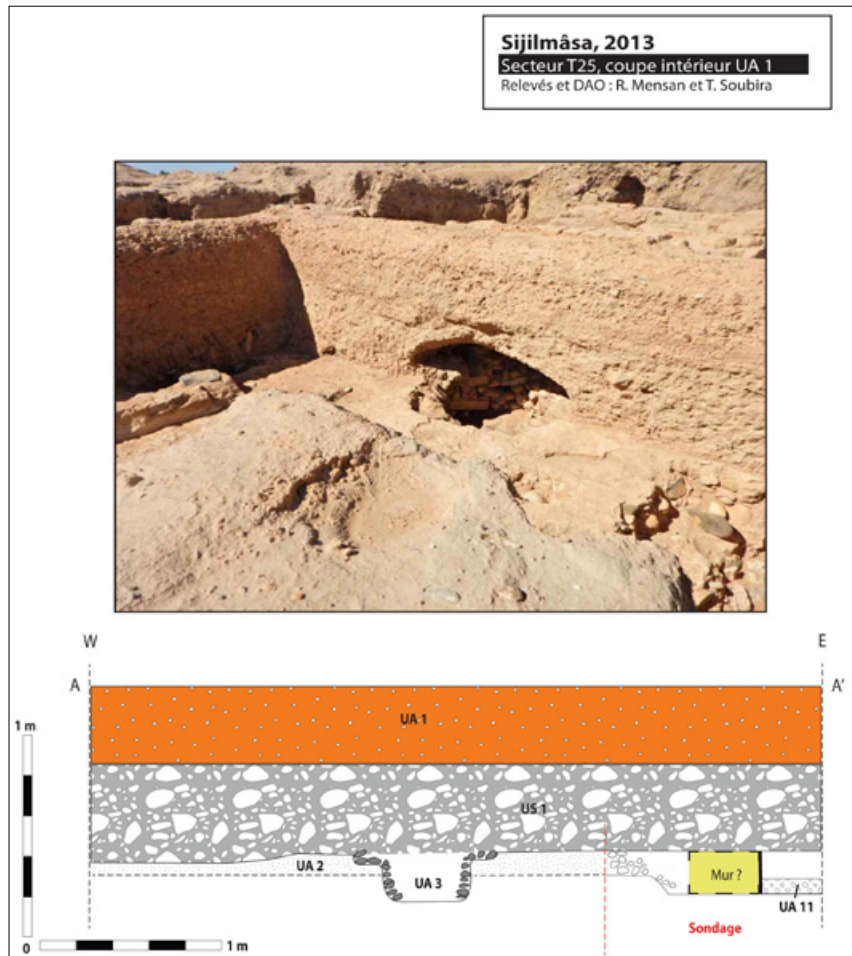 Sijilmâsa, 2013
Secteur T25, coupe intérieur UA 1
Relevés et DAO : R. Mensan et T. Soubira
W
E
A
A'
1 m
UA 1
US 1
UA 2
UA 3
Mur ?
UA 11
Sondage
0
1 m